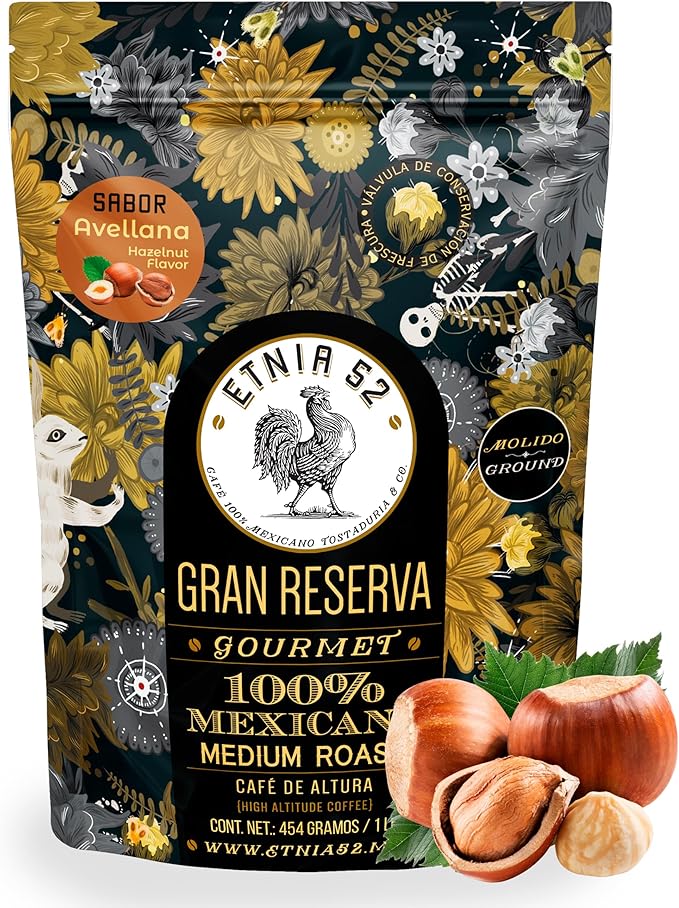 SABOR
Avellana
Hazelnut
Flavor
VÁLVULA DE CONSERVACIÓN DE FRESCURA
ETNIA 52
CAFÉ 100% MEXICANO TOSTADURIA & CO.
MOLIDO
GROUND
GRAN RESERVA
GOURMET
100%
MEXICAN
MEDIUM ROAS
CAFÉ DE ALTURA
{HIGH ALTITUDE COFFEE}
CONT. NET.: 454 GRAMOS / 1 L
WWW.ETNIA52.M